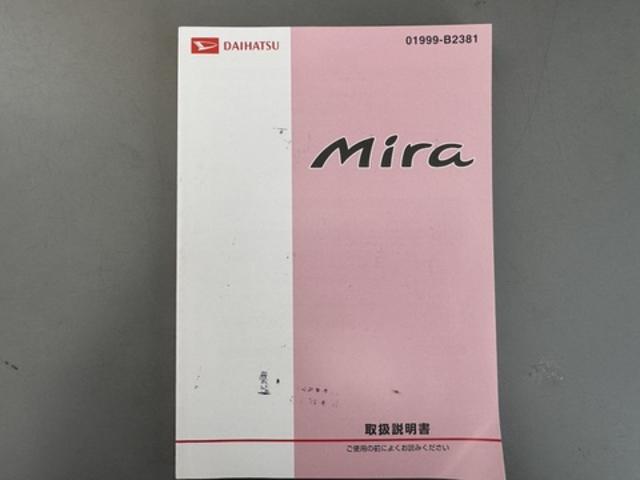 DAIHATSU
01999-B2381
Mira
取扱説明書
ご使用の前によくお読みください